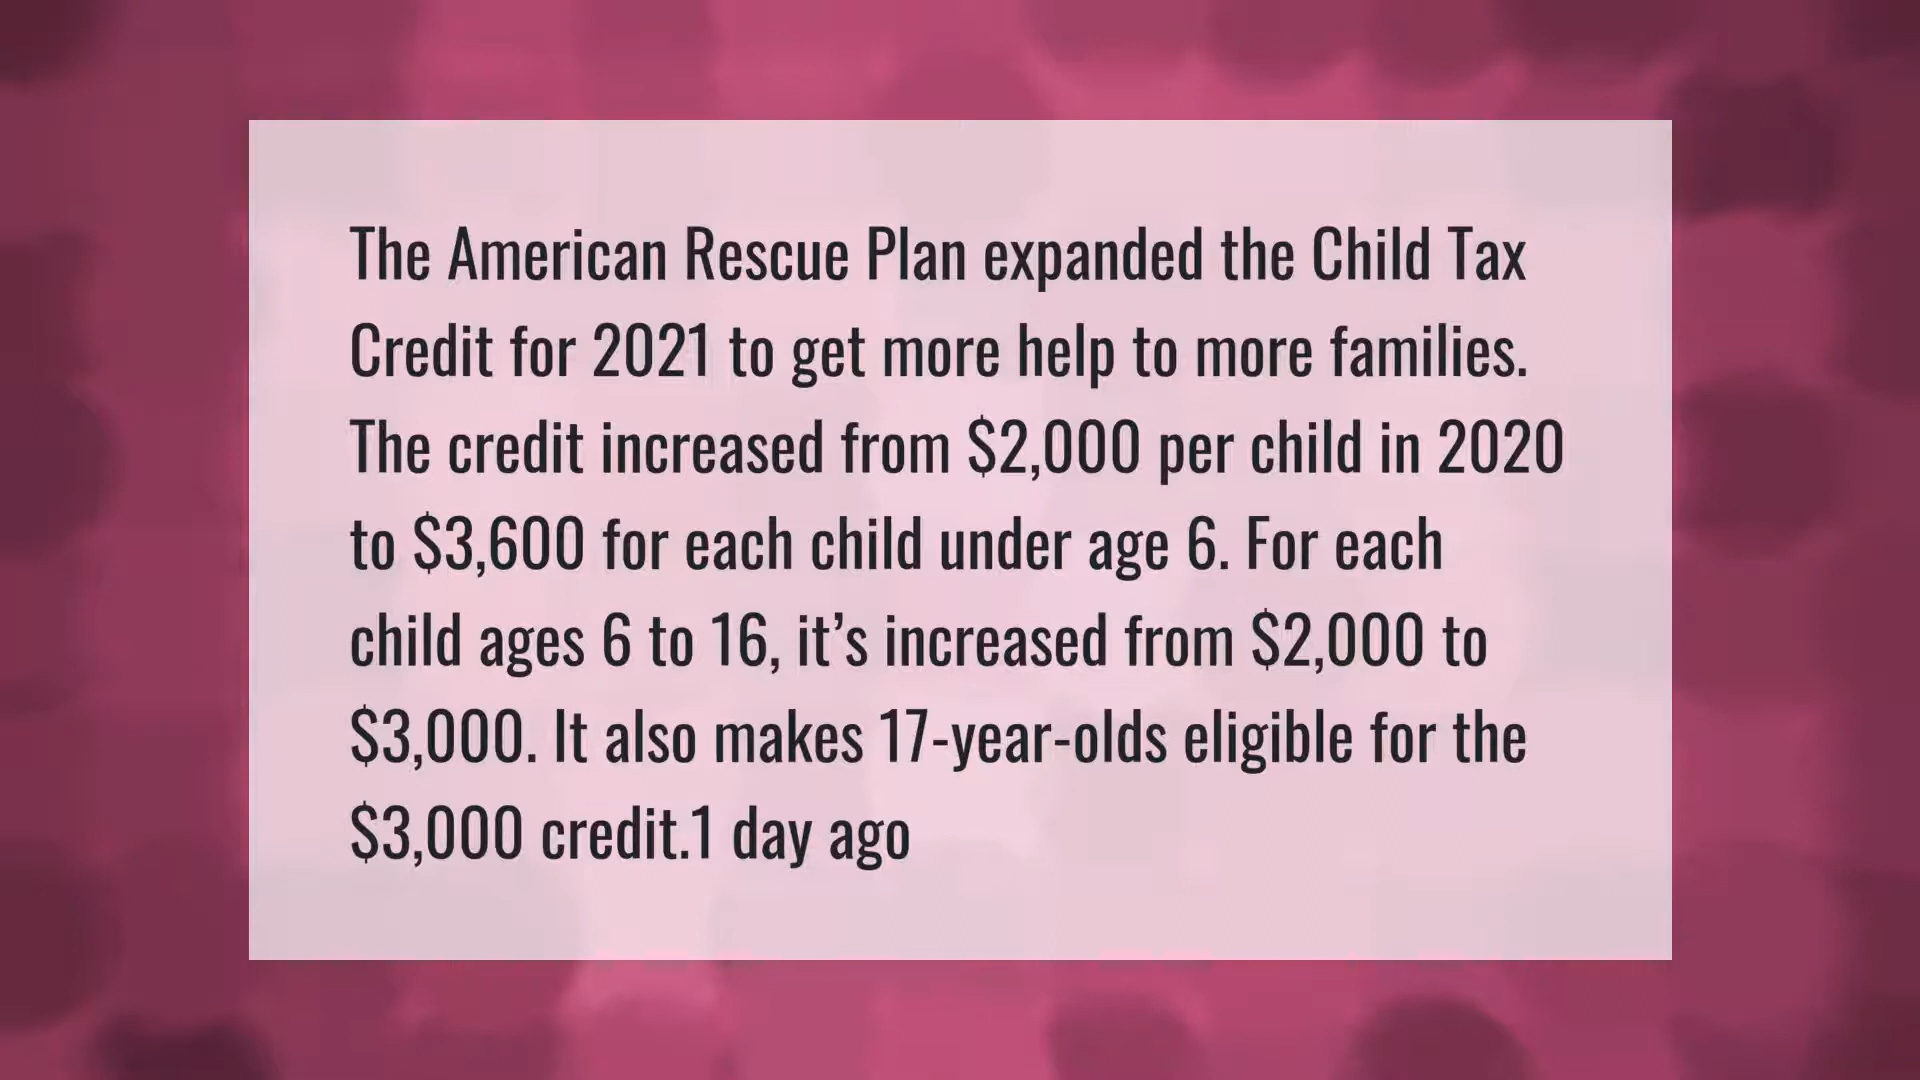 The American Rescue Plan expanded the Child Tax
Credit for 2021 to get more help to more families.
The credit increased from $2,000 per child in 2020
to $3,600 for each child under age 6. For each
child ages 6 to 16, it’s increased from $2,000 to
$3,000. It also makes 17-year-olds eligible for the
$3,000 credit.1 day ago